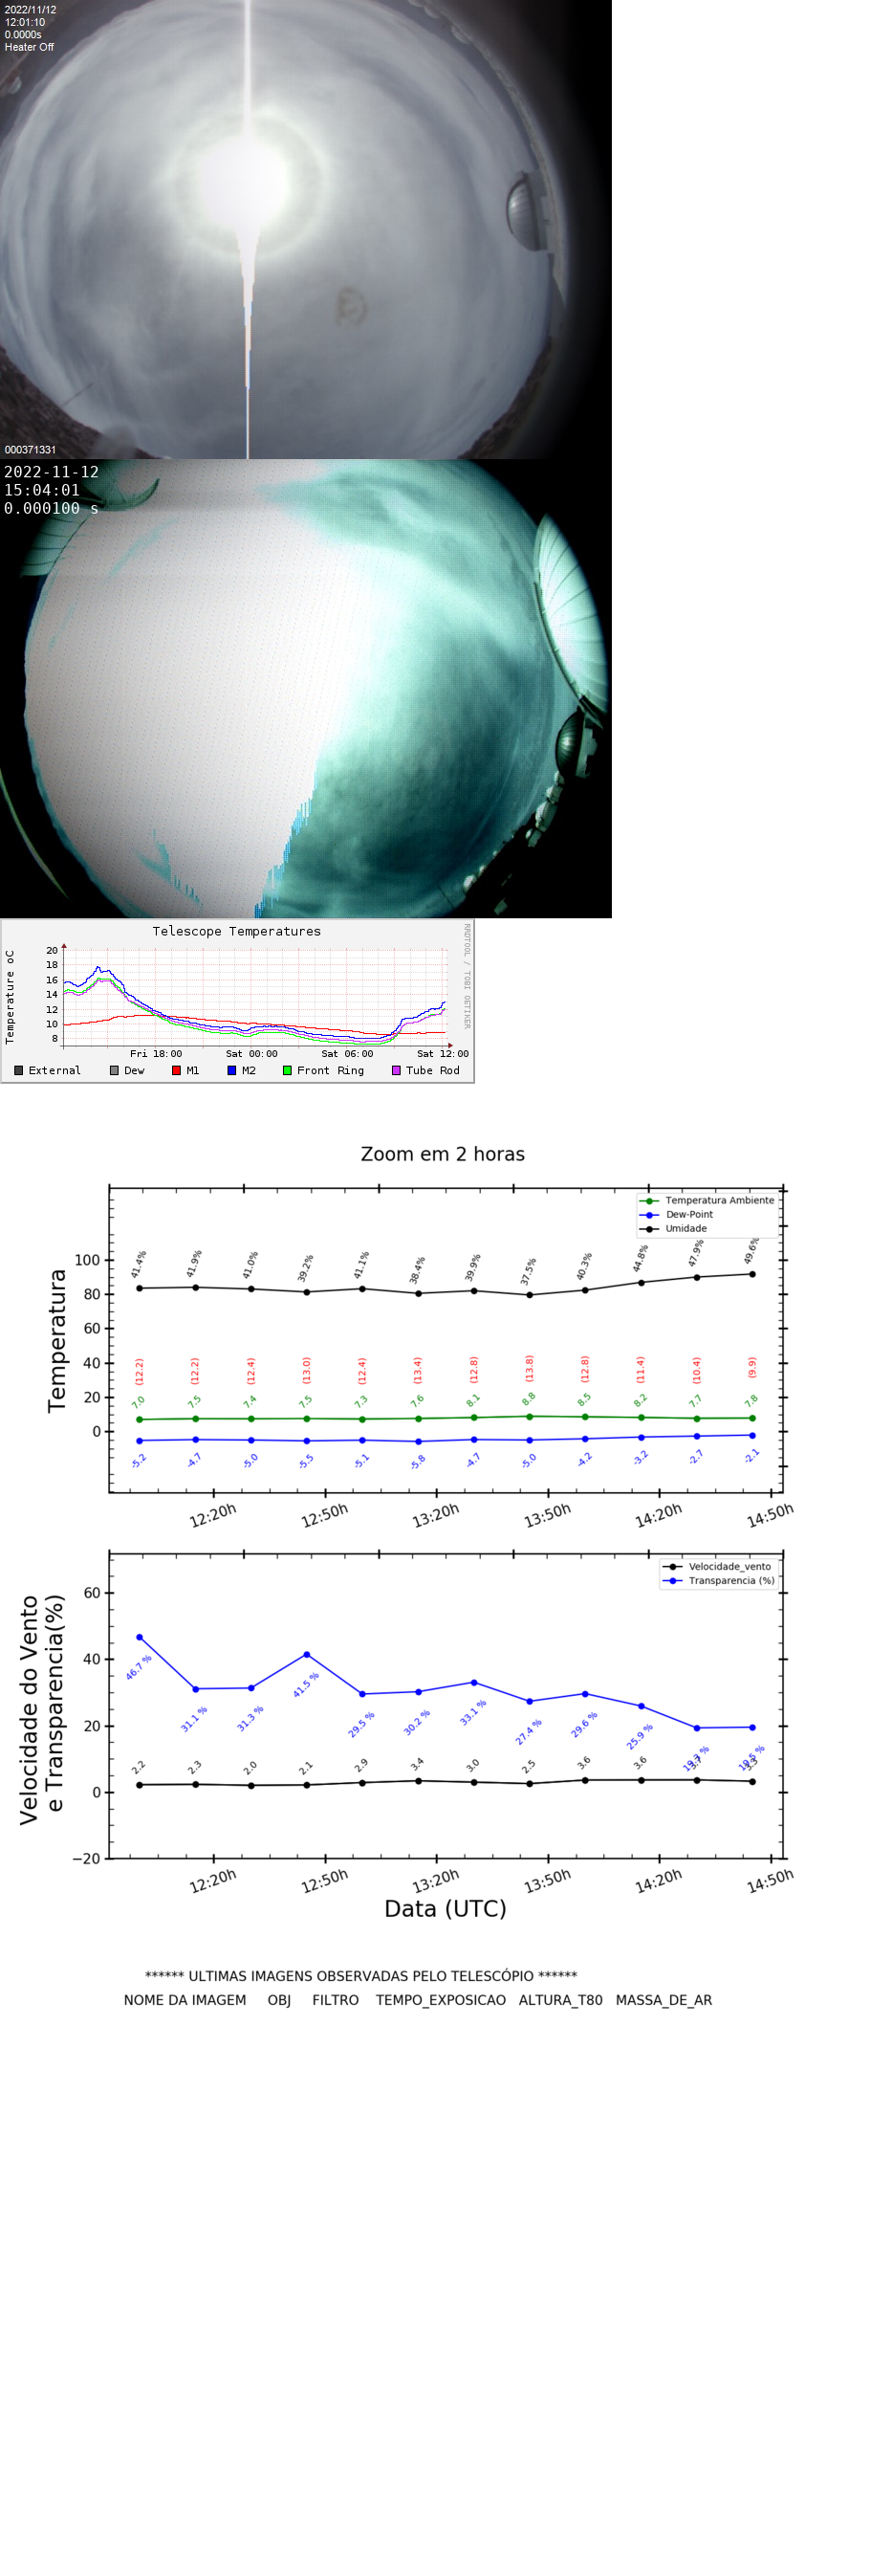 2022/11/12
12:01:10
0.0000s
Heater Off
000371331
2022-11-12
15:04:01
0.000100 s
Telescope Temperatures
RRDTOOL / TOBI OETIKER
Temperature oC
20
18
16
14
12
10
8
Fri 18:00 Sat 00:00 Sat 06:00 Sat 12:00
External Dew M1 M2 Front Ring Tube Rod
Zoom em 2 horas
Temperatura Ambiente
Dew-Point
Umidade
Temperatura
100
80
60
40
20
0
41.4% 41.9% 41.0% 39.2% 41.1% 38.4% 39.9% 37.5% 40.3% 44.8% 47.9% 49.6%
(12.2) (12.2) (12.4) (13.0) (12.4) (13.4) (12.8) (13.8) (12.8) (11.4) (10.4) (9.9)
7.0 7.5 7.4 7.5 7.3 7.6 8.1 8.8 8.5 8.2 7.7 7.8
-5.2 -4.7 -5.0 -5.5 -5.1 -5.8 -4.7 -5.0 -4.2 -3.2 -2.7 -2.1
12:20h 12:50h 13:20h 13:50h 14:20h 14:50h
Velocidade_vento
Transparencia (%)
Velocidade do Vento
e Transparencia(%)
60
40
20
0
−20
46.7 % 31.1 % 31.3 % 41.5 % 29.5 % 30.2 % 33.1 % 27.4 % 29.6 % 25.9 % 19.3 % 19.5 %
2.2 2.3 2.0 2.1 2.9 3.4 3.0 2.5 3.6 3.6 3.7 3.3
12:20h 12:50h 13:20h 13:50h 14:20h 14:50h
Data (UTC)
****** ULTIMAS IMAGENS OBSERVADAS PELO TELESCÓPIO ******
NOME DA IMAGEM OBJ FILTRO TEMPO_EXPOSICAO ALTURA_T80 MASSA_DE_AR